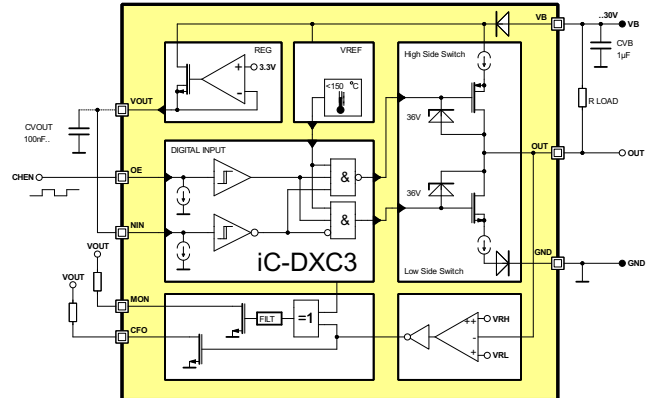 ..30V
VB
VB
CVB
1µF
REG
3.3V
VREF
<150 °C
High Side Switch
VOUT
36V
R LOAD
CVOUT
100nF..
DIGITAL INPUT
CHEN
OE
&
OUT
OUT
36V
&
NIN
iC-DXC3
VOUT
VOUT
Low Side Switch
GND
GND
MON
FILT
=1
CFO
++
-
+
VRH
VRL
+
-